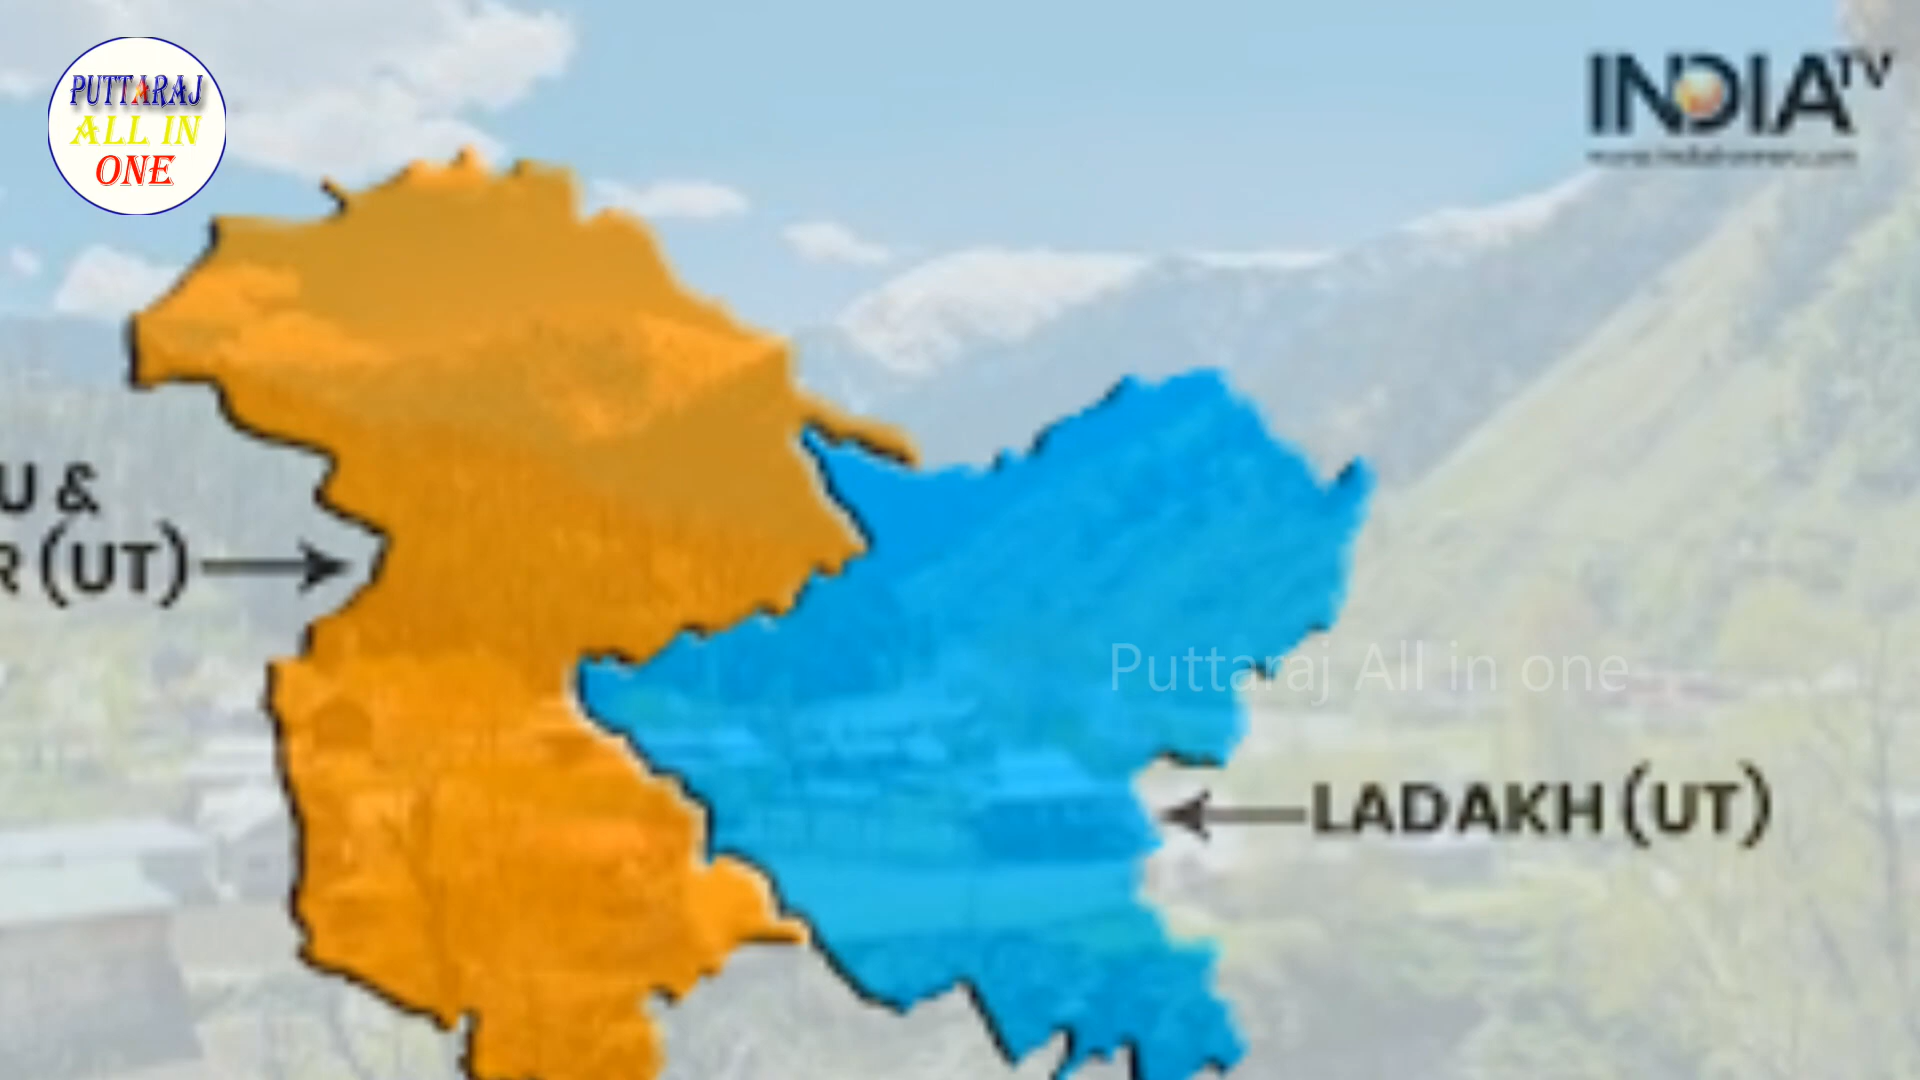 PUTTARAJ
ALL IN
ONE
INDIA TV
U &
R (UT)
Puttaraj All in one
LADAKH (UT)